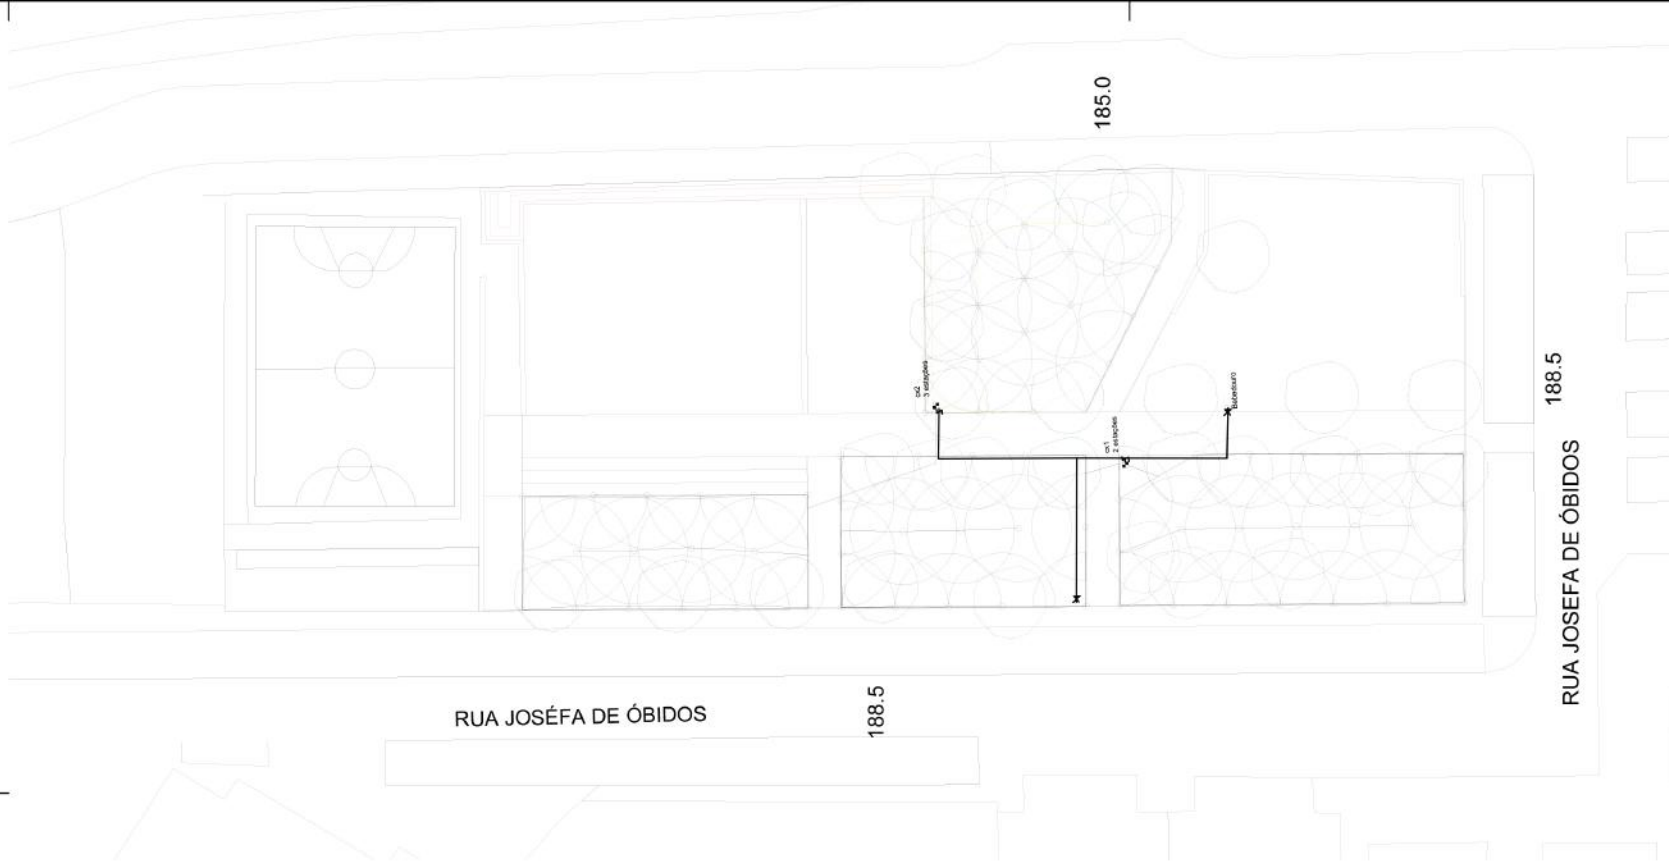 185.0
188.5
cx2
3 estações
Bebedouro
cx1
2 estações
RUA JOSEFA DE ÓBIDOS
188.5
RUA JOSÉFA DE ÓBIDOS